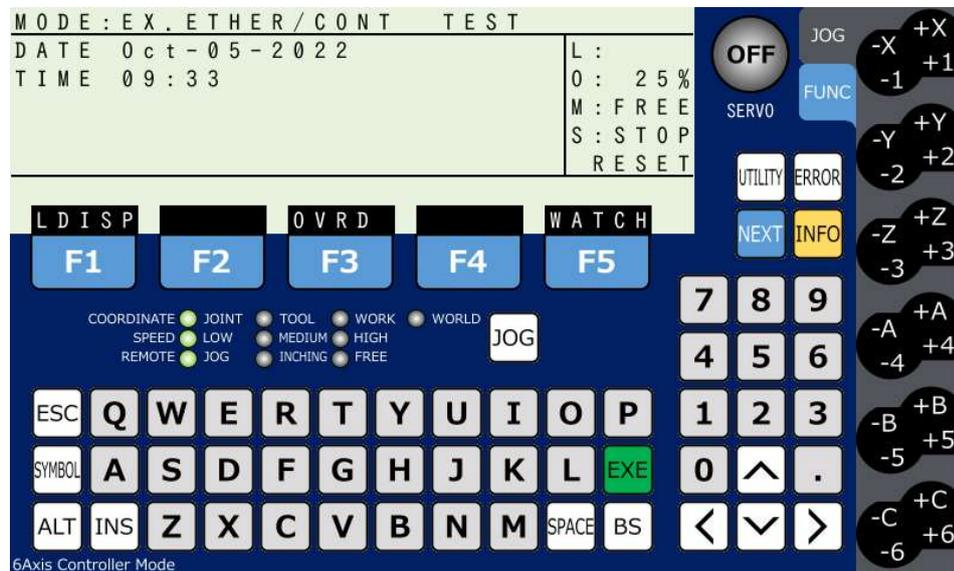 MODE:EX.ETHER/CONT TEST
DATE Oct-05-2022
TIME 09:33
L:
O: 25%
M:FREE
S:STOP
RESET
OFF
SERVO
JOG
FUNC
UTILITY ERROR
NEXT INFO
LDISP OVRD WATCH
F1 F2 F3 F4 F5
COORDINATE JOINT TOOL WORK WORLD
SPEED LOW MEDIUM HIGH
REMOTE JOG INCHING FREE
JOG
7 8 9
4 5 6
1 2 3
0 .
ESC Q W E R T Y U I O P
SYMBOL A S D F G H J K L EXE
ALT INS Z X C V B N M SPACE BS
-X +X
-1 +1
-Y +Y
-2 +2
-Z +Z
-3 +3
-A +A
-4 +4
-B +B
-5 +5
-C +C
-6 +6
6Axis Controller Mode